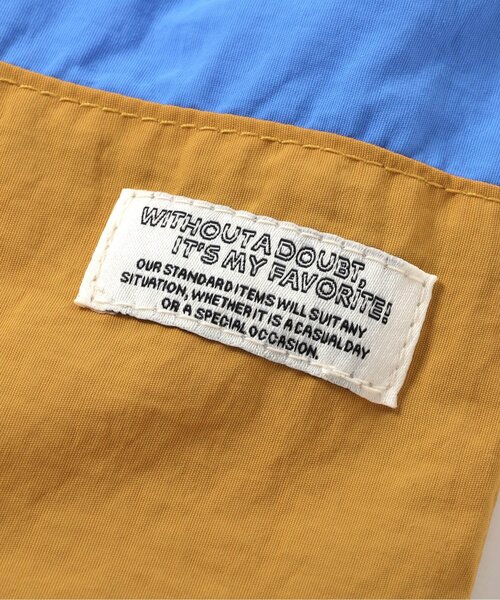 WITHOUT A DOUBT,
IT'S MY FAVORITE!
OUR STANDARD ITEMS WILL SUIT ANY
SITUATION, WHETHER IT IS A CASUAL DAY
OR A SPECIAL OCCASION.